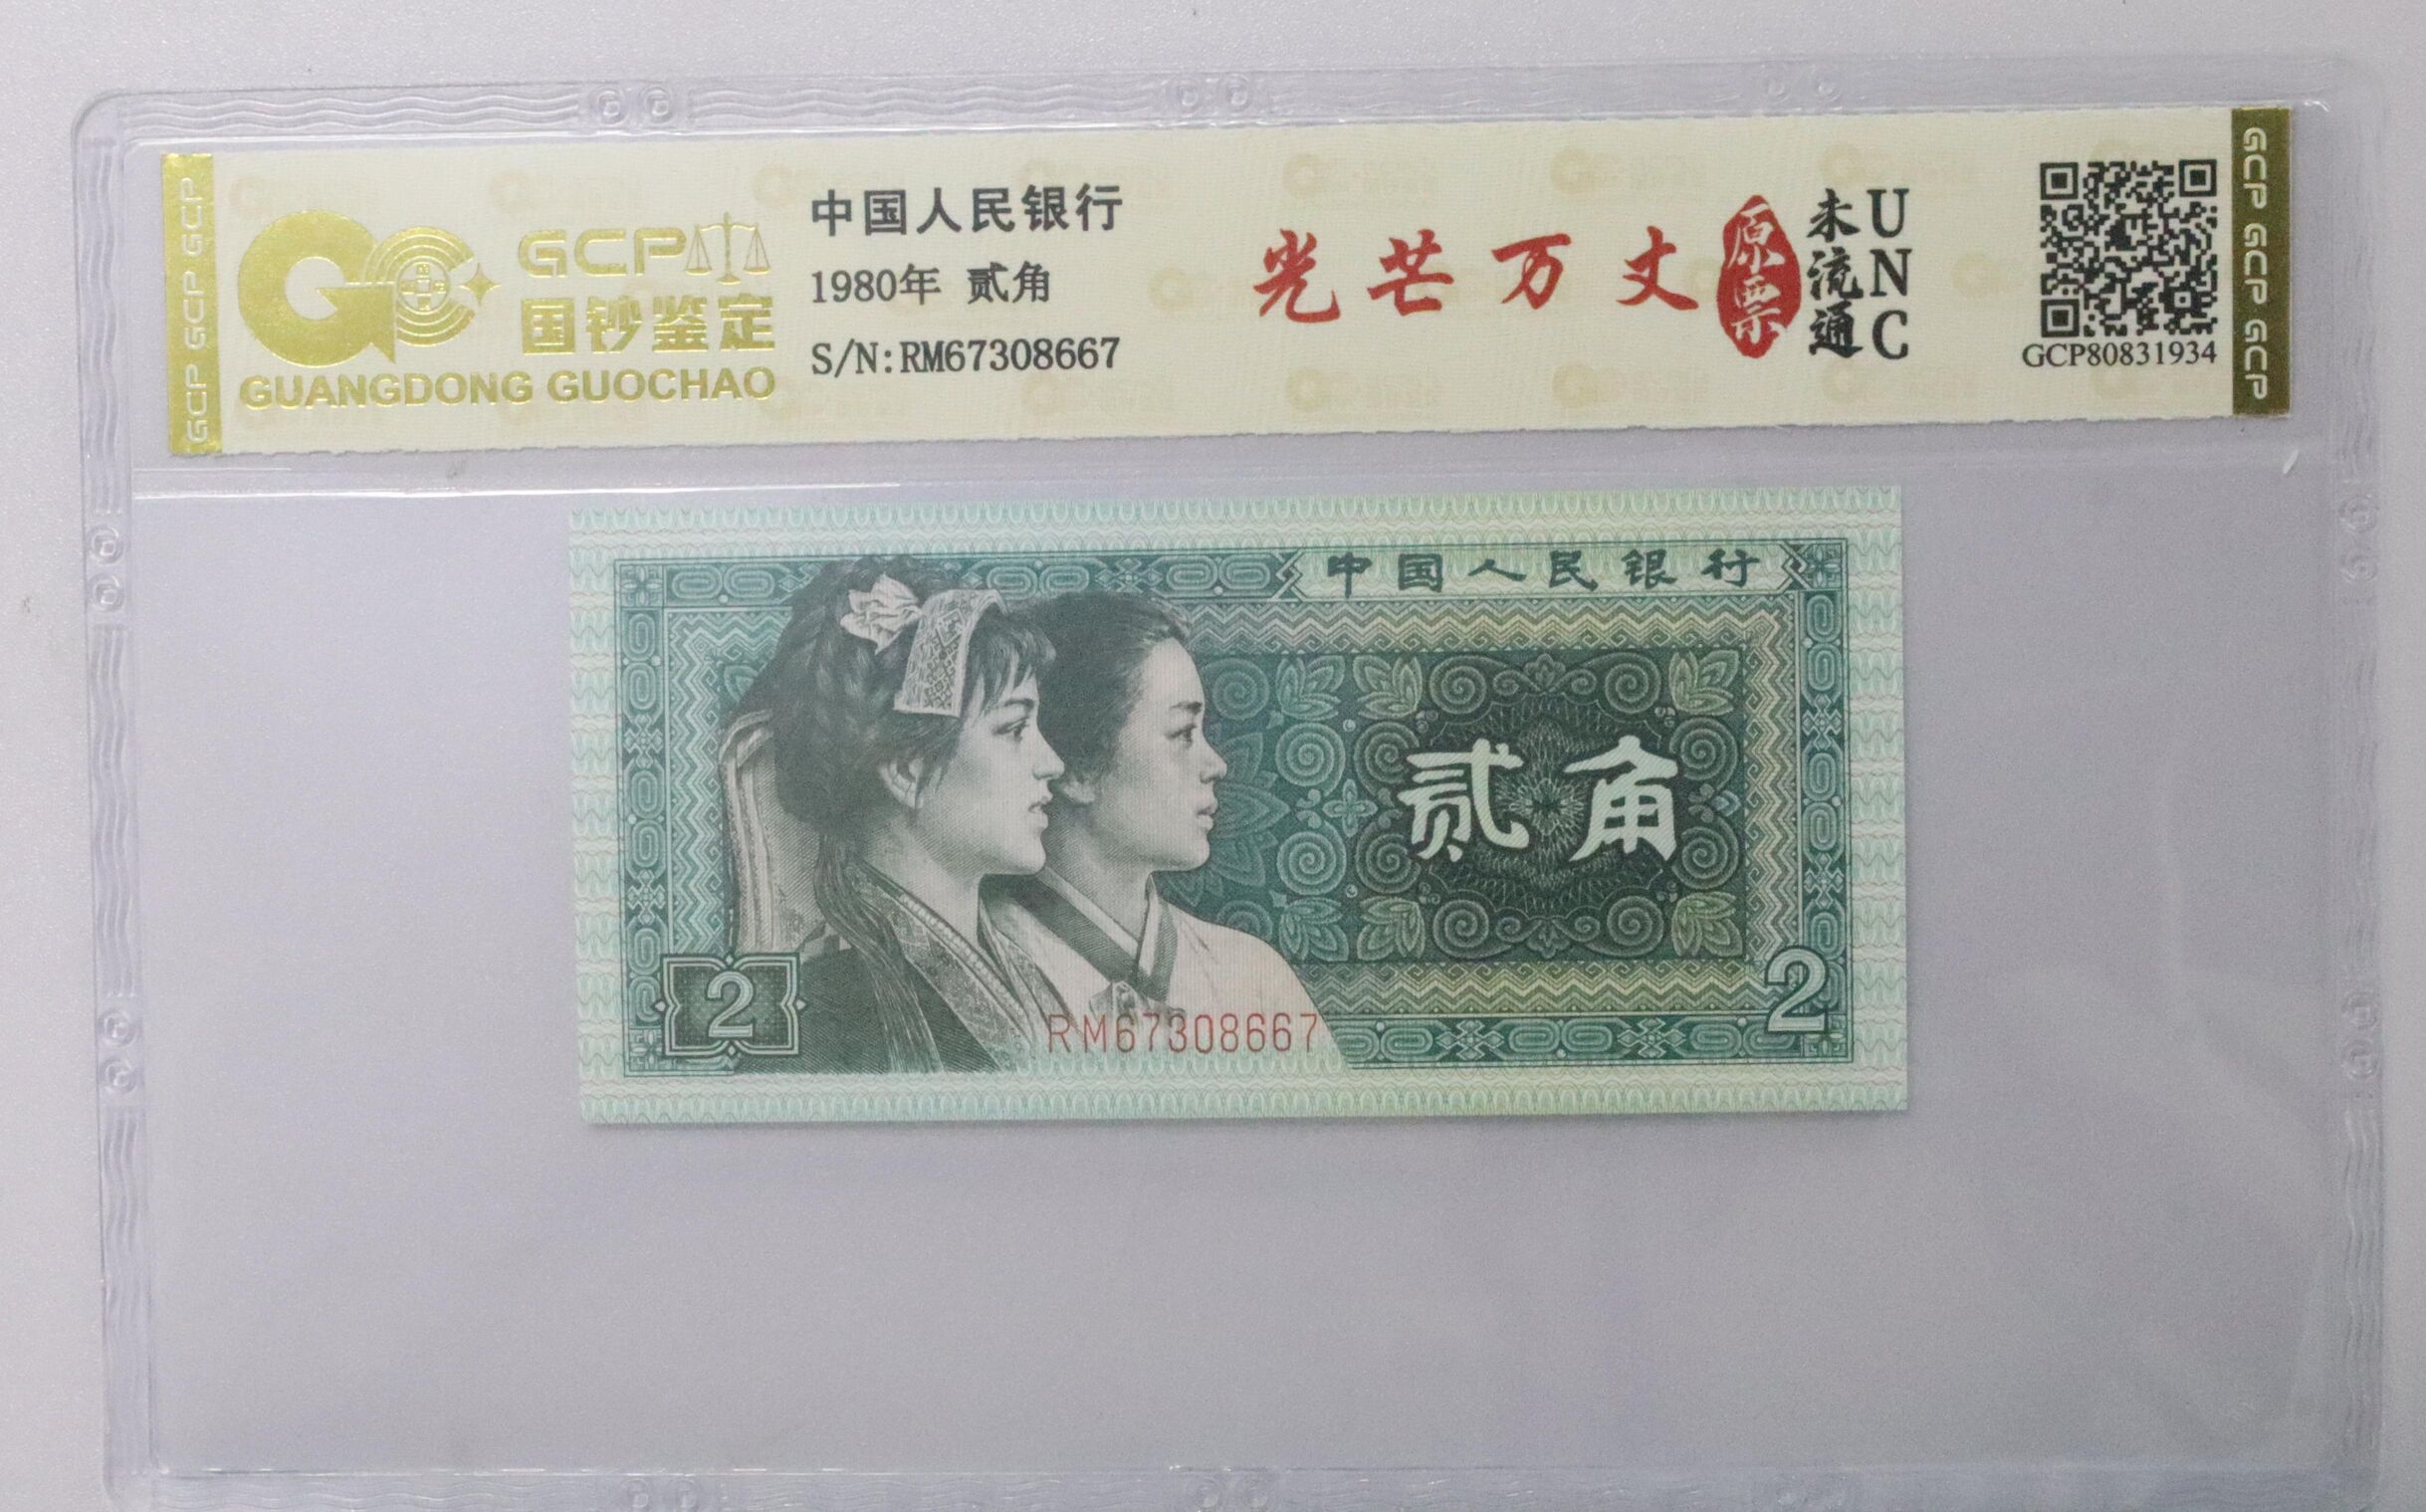 GCP GCP GCP
GCP
国钞鉴定
GUANGDONG GUOCHAO
中国人民银行
1980年 贰角
S/N:RM67308667
光芒万丈
原票
未流通
UNC
GCP80831934
GCP GCP GCP
中国人民银行
贰角
2
RM67308667
2